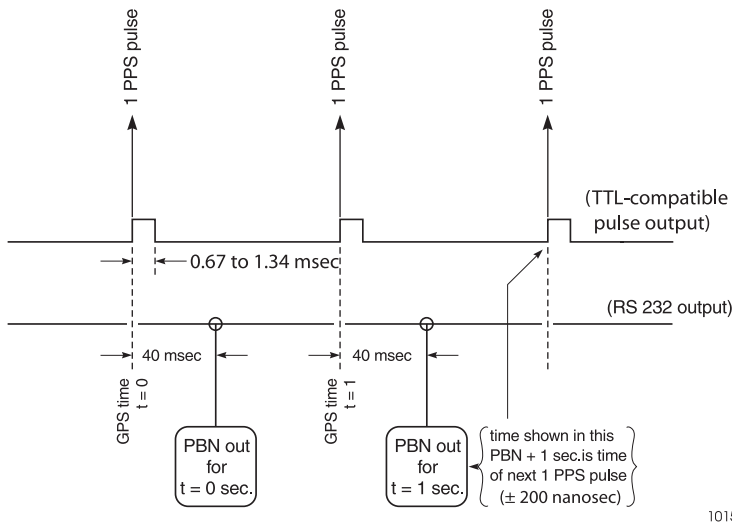 1 PPS pulse
1 PPS pulse
1 PPS pulse
(TTL-compatible
pulse output)
0.67 to 1.34 msec
(RS 232 output)
40 msec
40 msec
GPS time
t = 0
GPS time
t = 1
PBN out
for
t = 0 sec.
PBN out
for
t = 1 sec.
time shown in this
PBN + 1 sec.is time
of next 1 PPS pulse
(± 200 nanosec)
1015